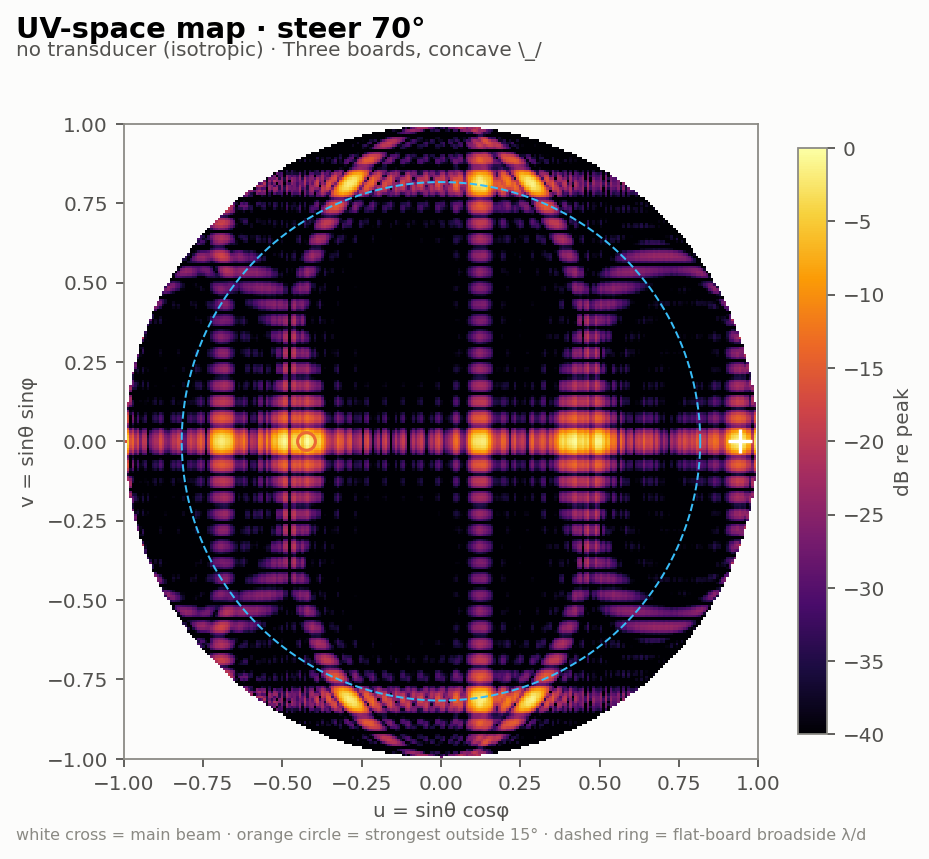 UV-space map · steer 70°
no transducer (isotropic) · Three boards, concave \_/
1.00
0.75
0.50
0.25
0.00
−0.25
−0.50
−0.75
−1.00
v = sinθ sinφ
−1.00 −0.75 −0.50 −0.25 0.00 0.25 0.50 0.75 1.00
u = sinθ cosφ
0
−5
−10
−15
−20
−25
−30
−35
−40
dB re peak
white cross = main beam · orange circle = strongest outside 15° · dashed ring = flat-board broadside λ/d